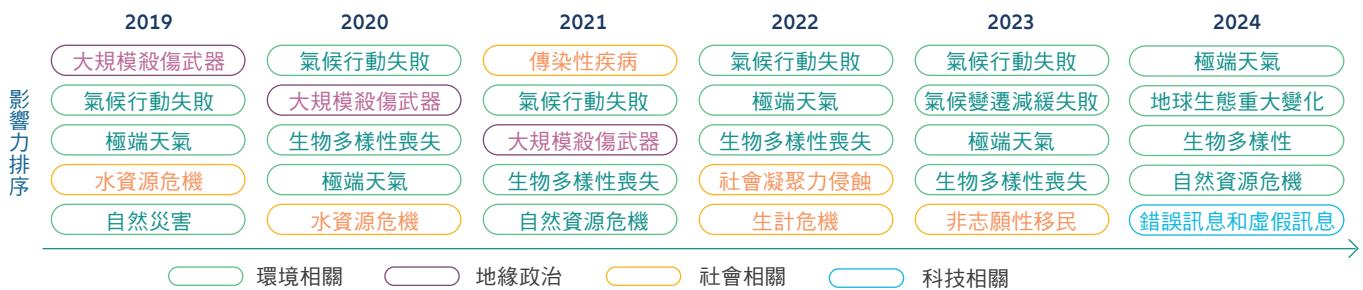 2019 2020 2021 2022 2023 2024
大規模殺傷武器 氣候行動失敗 傳染性疾病 氣候行動失敗 氣候行動失敗 極端天氣
氣候行動失敗 大規模殺傷武器 氣候行動失敗 極端天氣 氣候變遷減緩失敗 地球生態重大變化
極端天氣 生物多樣性喪失 大規模殺傷武器 生物多樣性喪失 極端天氣 生物多樣性
水資源危機 極端天氣 生物多樣性喪失 社會凝聚力侵蝕 生物多樣性喪失 自然資源危機
自然災害 水資源危機 自然資源危機 生計危機 非志願性移民 錯誤訊息和虛假訊息
影響力排序
環境相關 地緣政治 社會相關 科技相關